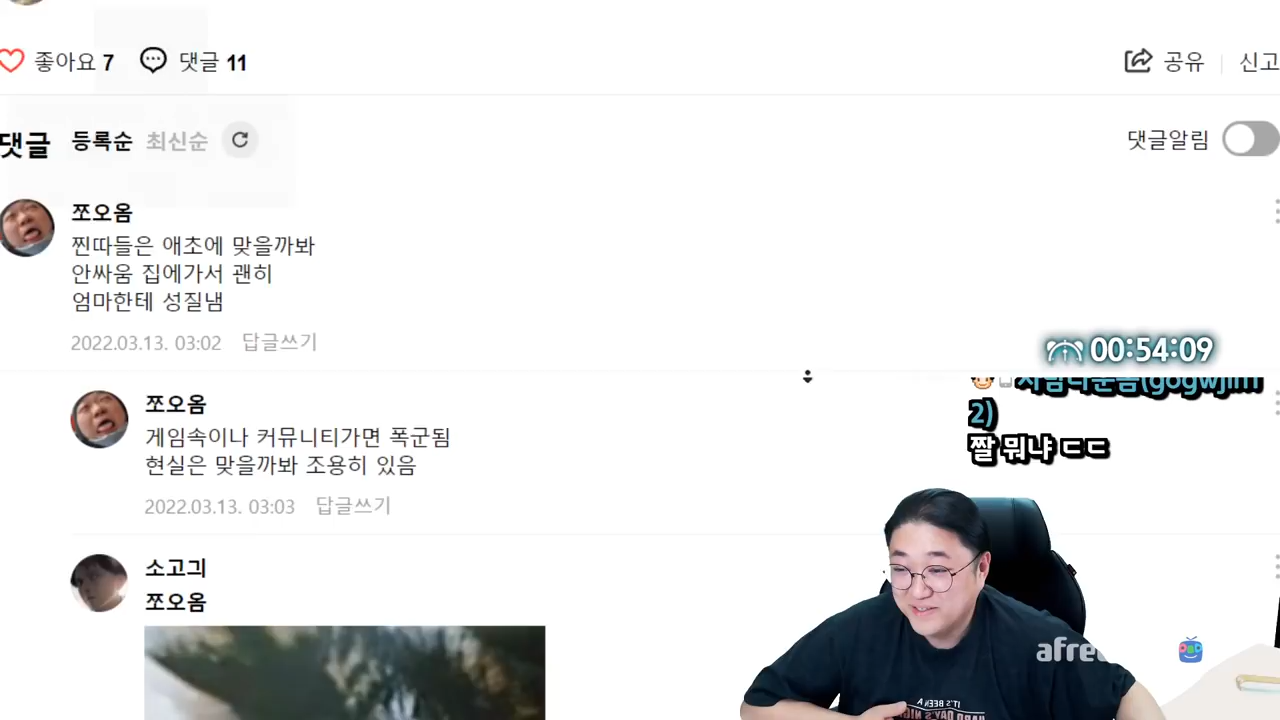 좋아요 7 댓글 11
공유 신고
댓글 등록순 최신순
댓글알림
쪼오옴
찐따들은 애초에 맞을까봐
안싸움 집에가서 괜히
엄마한테 성질냄
2022.03.13. 03:02 답글쓰기
00:54:09
2)
짤 뭐냐 ㄷㄷ
쪼오옴
게임속이나 커뮤니티가면 폭군됨
현실은 맞을까봐 조용히 있음
2022.03.13. 03:03 답글쓰기
소고긔
쪼오옴
afree
IT'S BEEN A
HARD DAY'S NIGHT